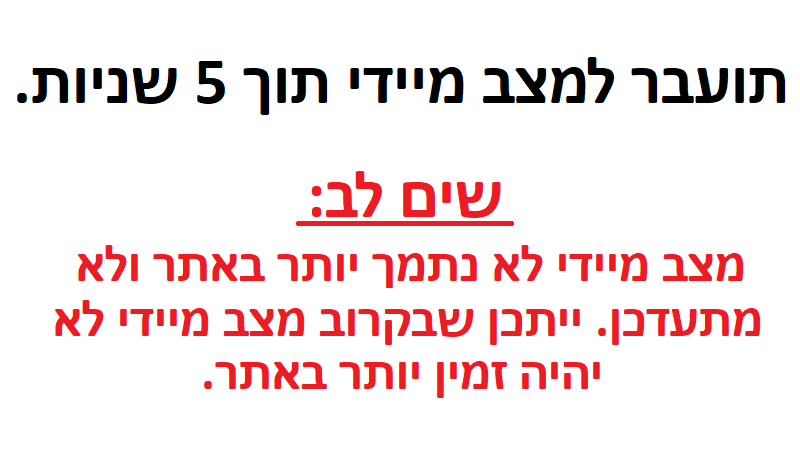 תועבר למצב מיידי תוך 5 שניות.
שים לב:
מצב מיידי לא נתמך יותר באתר ולא
מתעדכן. ייתכן שבקרוב מצב מיידי לא
יהיה זמין יותר באתר.